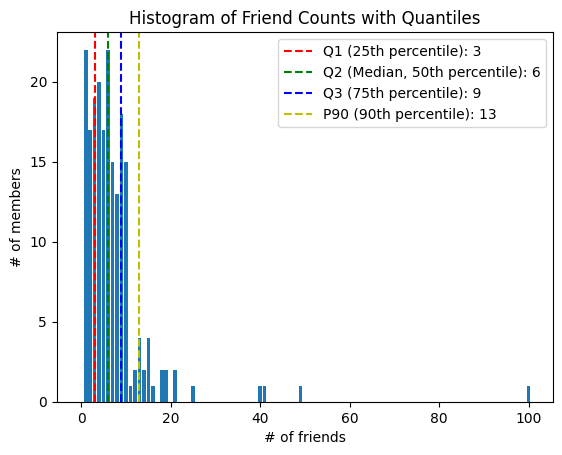 Histogram of Friend Counts with Quantiles
Q1 (25th percentile): 3
Q2 (Median, 50th percentile): 6
Q3 (75th percentile): 9
P90 (90th percentile): 13
# of members
20
15
10
5
0
0 20 40 60 80 100
# of friends